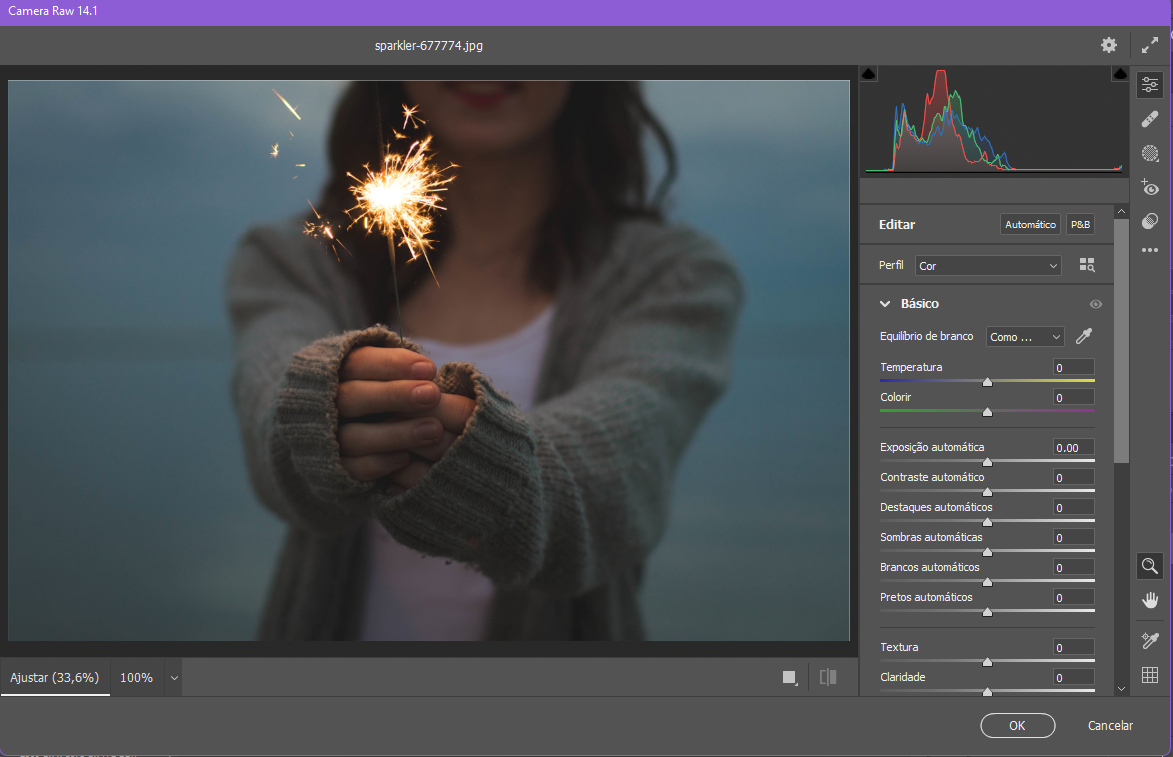 Camera Raw 14.1
sparkler-677774.jpg
Editar
Automático
P&B
Perfil
Cor
Básico
Equilíbrio de branco
Como ...
Temperatura
0
Colorir
0
Exposição automática
0.00
Contraste automático
0
Destaques automáticos
0
Sombras automáticas
0
Brancos automáticos
0
Pretos automáticos
0
Textura
0
Claridade
0
Ajustar (33,6%)
100%
OK
Cancelar